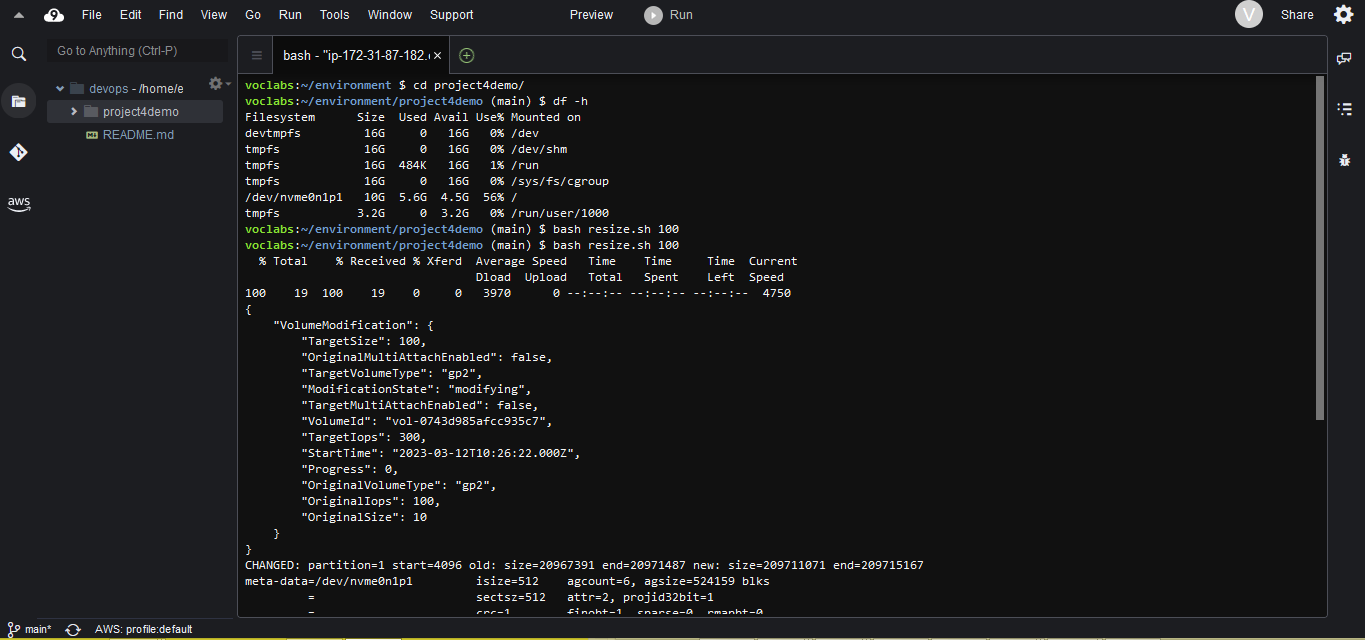 9 File Edit Find View Go Run Tools Window Support Preview Run V Share
Go to Anything (Ctrl-P)
bash - "ip-172-31-87-182.
devops - /home/e
project4demo
README.md
aws
voclabs:~/environment $ cd project4demo/
voclabs:~/environment/project4demo (main) $ df -h
Filesystem Size Used Avail Use% Mounted on
devtmpfs 16G 0 16G 0% /dev
tmpfs 16G 0 16G 0% /dev/shm
tmpfs 16G 484K 16G 1% /run
tmpfs 16G 0 16G 0% /sys/fs/cgroup
/dev/nvme0n1p1 10G 5.6G 4.5G 56% /
tmpfs 3.2G 0 3.2G 0% /run/user/1000
voclabs:~/environment/project4demo (main) $ bash resize.sh 100
voclabs:~/environment/project4demo (main) $ bash resize.sh 100
% Total % Received % Xferd Average Speed Time Time Time Current
Dload Upload Total Spent Left Speed
100 19 100 19 0 0 3970 0 --:--:-- --:--:-- --:--:-- 4750
{
"VolumeModification": {
"TargetSize": 100,
"OriginalMultiAttachEnabled": false,
"TargetVolumeType": "gp2",
"ModificationState": "modifying",
"TargetMultiAttachEnabled": false,
"VolumeId": "vol-0743d985afcc935c7",
"TargetIops": 300,
"StartTime": "2023-03-12T10:26:22.000Z",
"Progress": 0,
"OriginalVolumeType": "gp2",
"OriginalIops": 100,
"OriginalSize": 10
}
}
CHANGED: partition=1 start=4096 old: size=20967391 end=20971487 new: size=209711071 end=209715167
meta-data=/dev/nvme0n1p1 isize=512 agcount=6, agsize=524159 blks
= sectsz=512 attr=2, projid32bit=1
= crc=1 finobt=1, sparse=0, rmapbt=0
main* AWS: profile:default